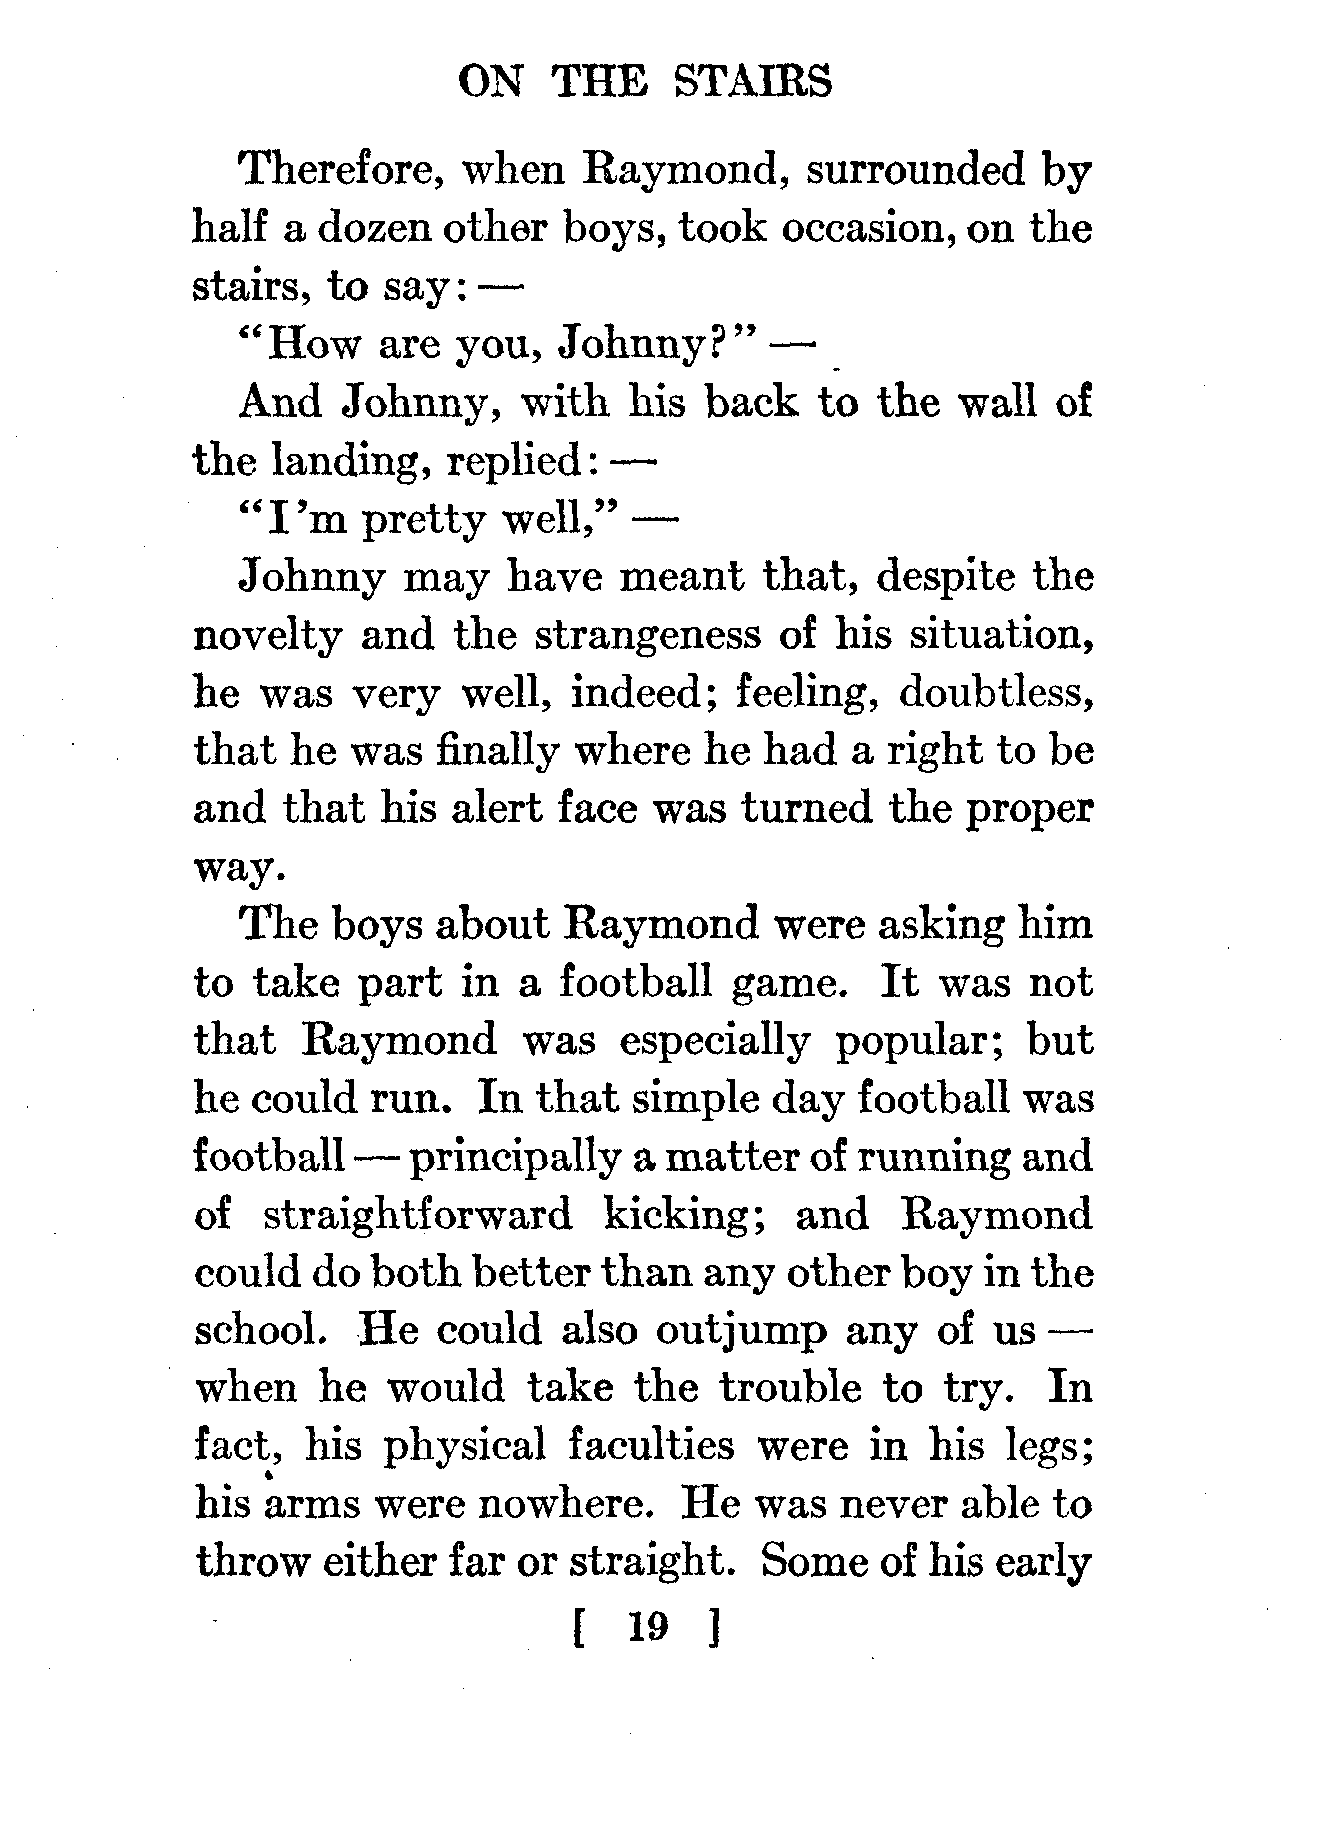 ON THE STAIRS
Therefore, when Raymond, surrounded by
half a dozen other boys, took occasion, on the
stairs, to say: —
“How are you, Johnny?” —
And Johnny, with his back to the wall of
the landing, replied: —
“I 'm pretty well,” —
Johnny may have meant that, despite the
novelty and the strangeness of his situation,
he was very well, indeed; feeling, doubtless,
that he was finally where he had a right to be
and that his alert face was turned the proper
way.
The boys about Raymond were asking him
to take part in a football game. It was not
that Raymond was especially popular; but
he could run. In that simple day football was
football — principally a matter of running and
of straightforward kicking; and Raymond
could do both better than any other boy in the
school. He could also outjump any of us —
when he would take the trouble to try. In
fact, his physical faculties were in his legs;
his arms were nowhere. He was never able to
throw either far or straight. Some of his early
[ 19 ]